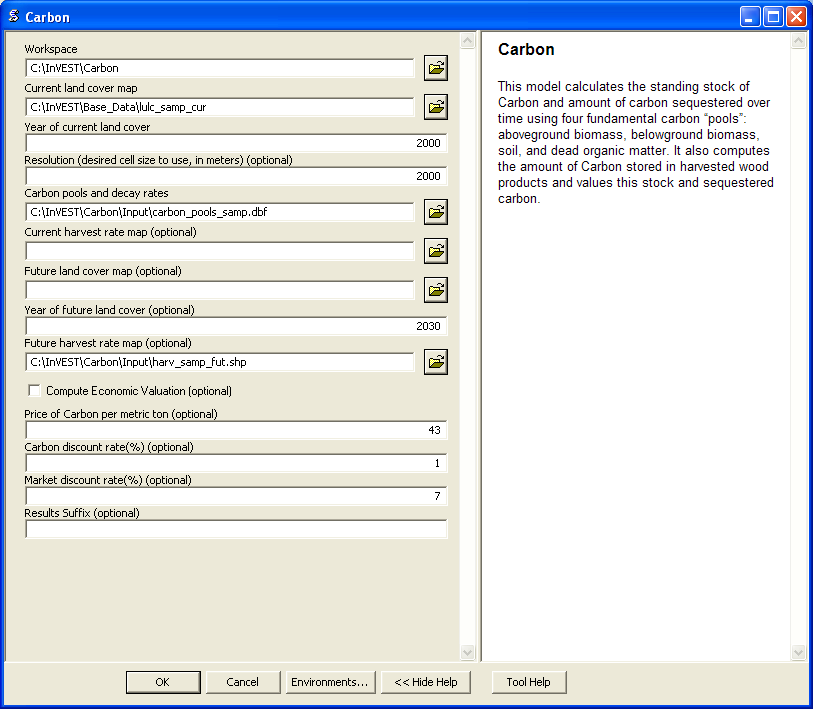 Carbon
Workspace
C:\InVEST\Carbon
Current land cover map
C:\InVEST\Base_Data\lulc_samp_cur
Year of current land cover
2000
Resolution (desired cell size to use, in meters) (optional)
2000
Carbon pools and decay rates
C:\InVEST\Carbon\Input\carbon_pools_samp.dbf
Current harvest rate map (optional)
Future land cover map (optional)
Year of future land cover (optional)
2030
Future harvest rate map (optional)
C:\InVEST\Carbon\Input\harv_samp_fut.shp
Compute Economic Valuation (optional)
Price of Carbon per metric ton (optional)
43
Carbon discount rate(%) (optional)
1
Market discount rate(%) (optional)
7
Results Suffix (optional)
Carbon
This model calculates the standing stock of
Carbon and amount of carbon sequestered over
time using four fundamental carbon “pools”:
aboveground biomass, belowground biomass,
soil, and dead organic matter. It also computes
the amount of Carbon stored in harvested wood
products and values this stock and sequestered
carbon.
OK
Cancel
Environments...
<< Hide Help
Tool Help